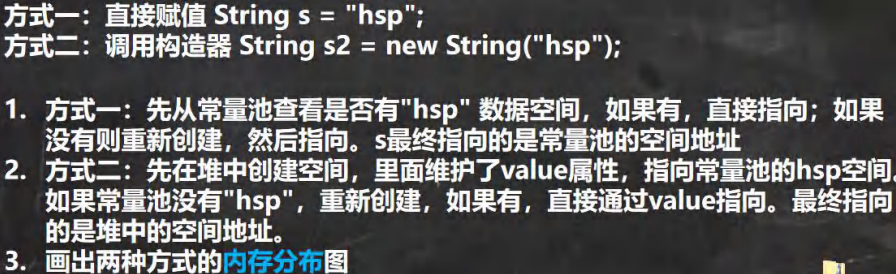 方式一：直接赋值 String s = "hsp";
方式二：调用构造器 String s2 = new String("hsp");
1. 方式一：先从常量池查看是否有"hsp" 数据空间，如果有，直接指向；如果
没有则重新创建，然后指向。s最终指向的是常量池的空间地址
2. 方式二：先在堆中创建空间，里面维护了value属性，指向常量池的hsp空间。
如果常量池没有"hsp"，重新创建，如果有，直接通过value指向。最终指向
的是堆中的空间地址。
3. 画出两种方式的内存分布图